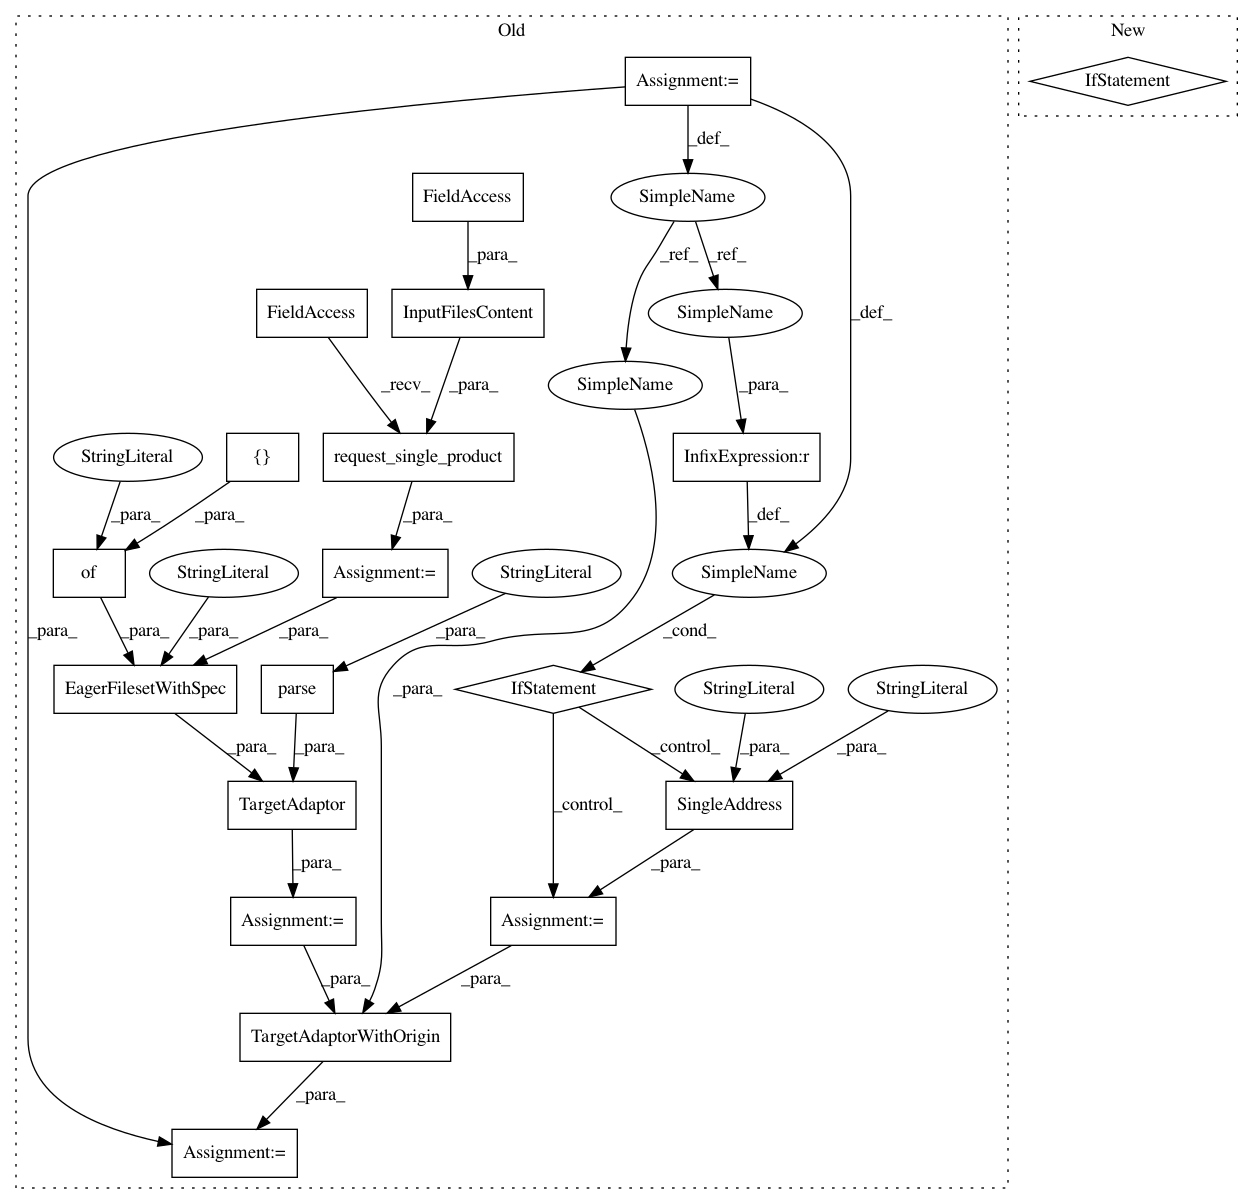 Old
New
Assignment:=
IfStatement
_def_
FieldAccess
SimpleName
_para_
_ref_
_ref_
FieldAccess
InputFilesContent
SimpleName
_def_
SimpleName
_recv_
_para_
_para_
StringLiteral
{}
request_single_product
InfixExpression:r
_para_
_para_
_para_
_def_
of
StringLiteral
Assignment:=
StringLiteral
SimpleName
_para_
_para_
_para_
_para_
_para_
_cond_
EagerFilesetWithSpec
parse
_para_
IfStatement
StringLiteral
StringLiteral
_para_
_para_
_control_
_para_
_para_
TargetAdaptor
_control_
SingleAddress
_para_
_para_
Assignment:=
Assignment:=
_para_
_para_
TargetAdaptorWithOrigin
_para_
Assignment:=